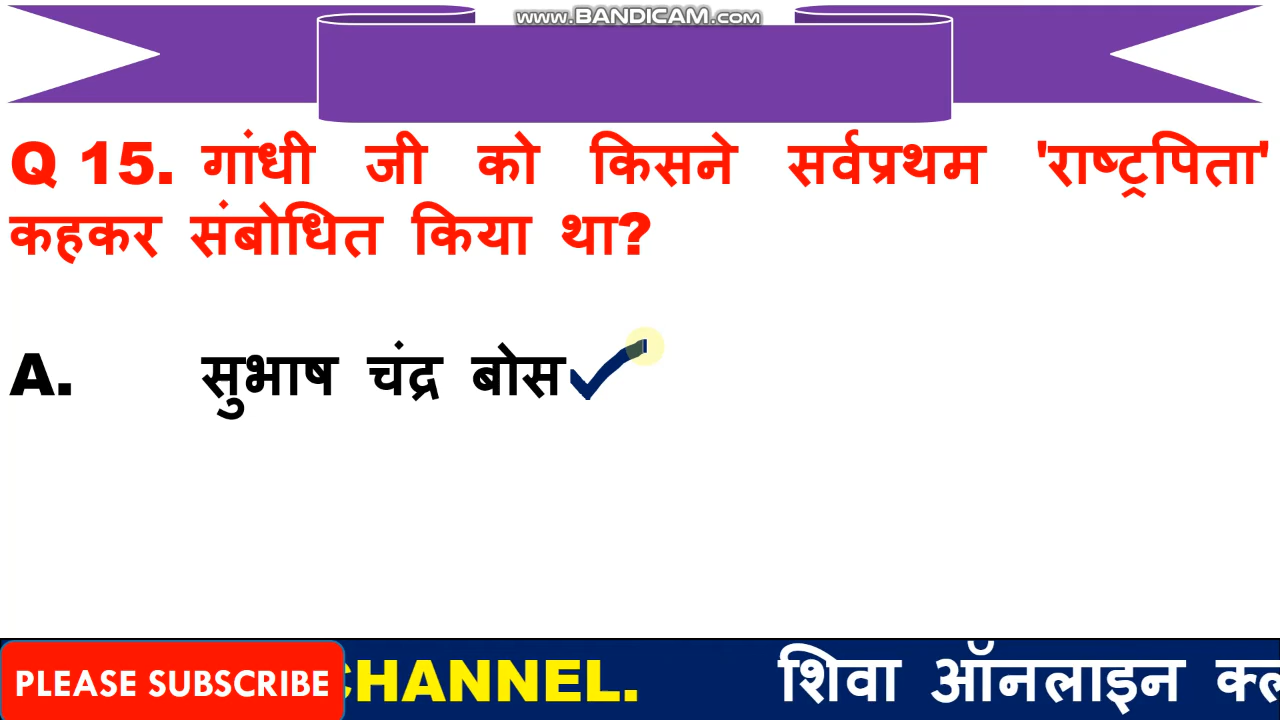 www.BANDICAM.com
Q 15. गांधी जी को किसने सर्वप्रथम 'राष्ट्रपिता'
कहकर संबोधित किया था?
A. सुभाष चंद्र बोस
PLEASE SUBSCRIBE CHANNEL. शिवा ऑनलाइन